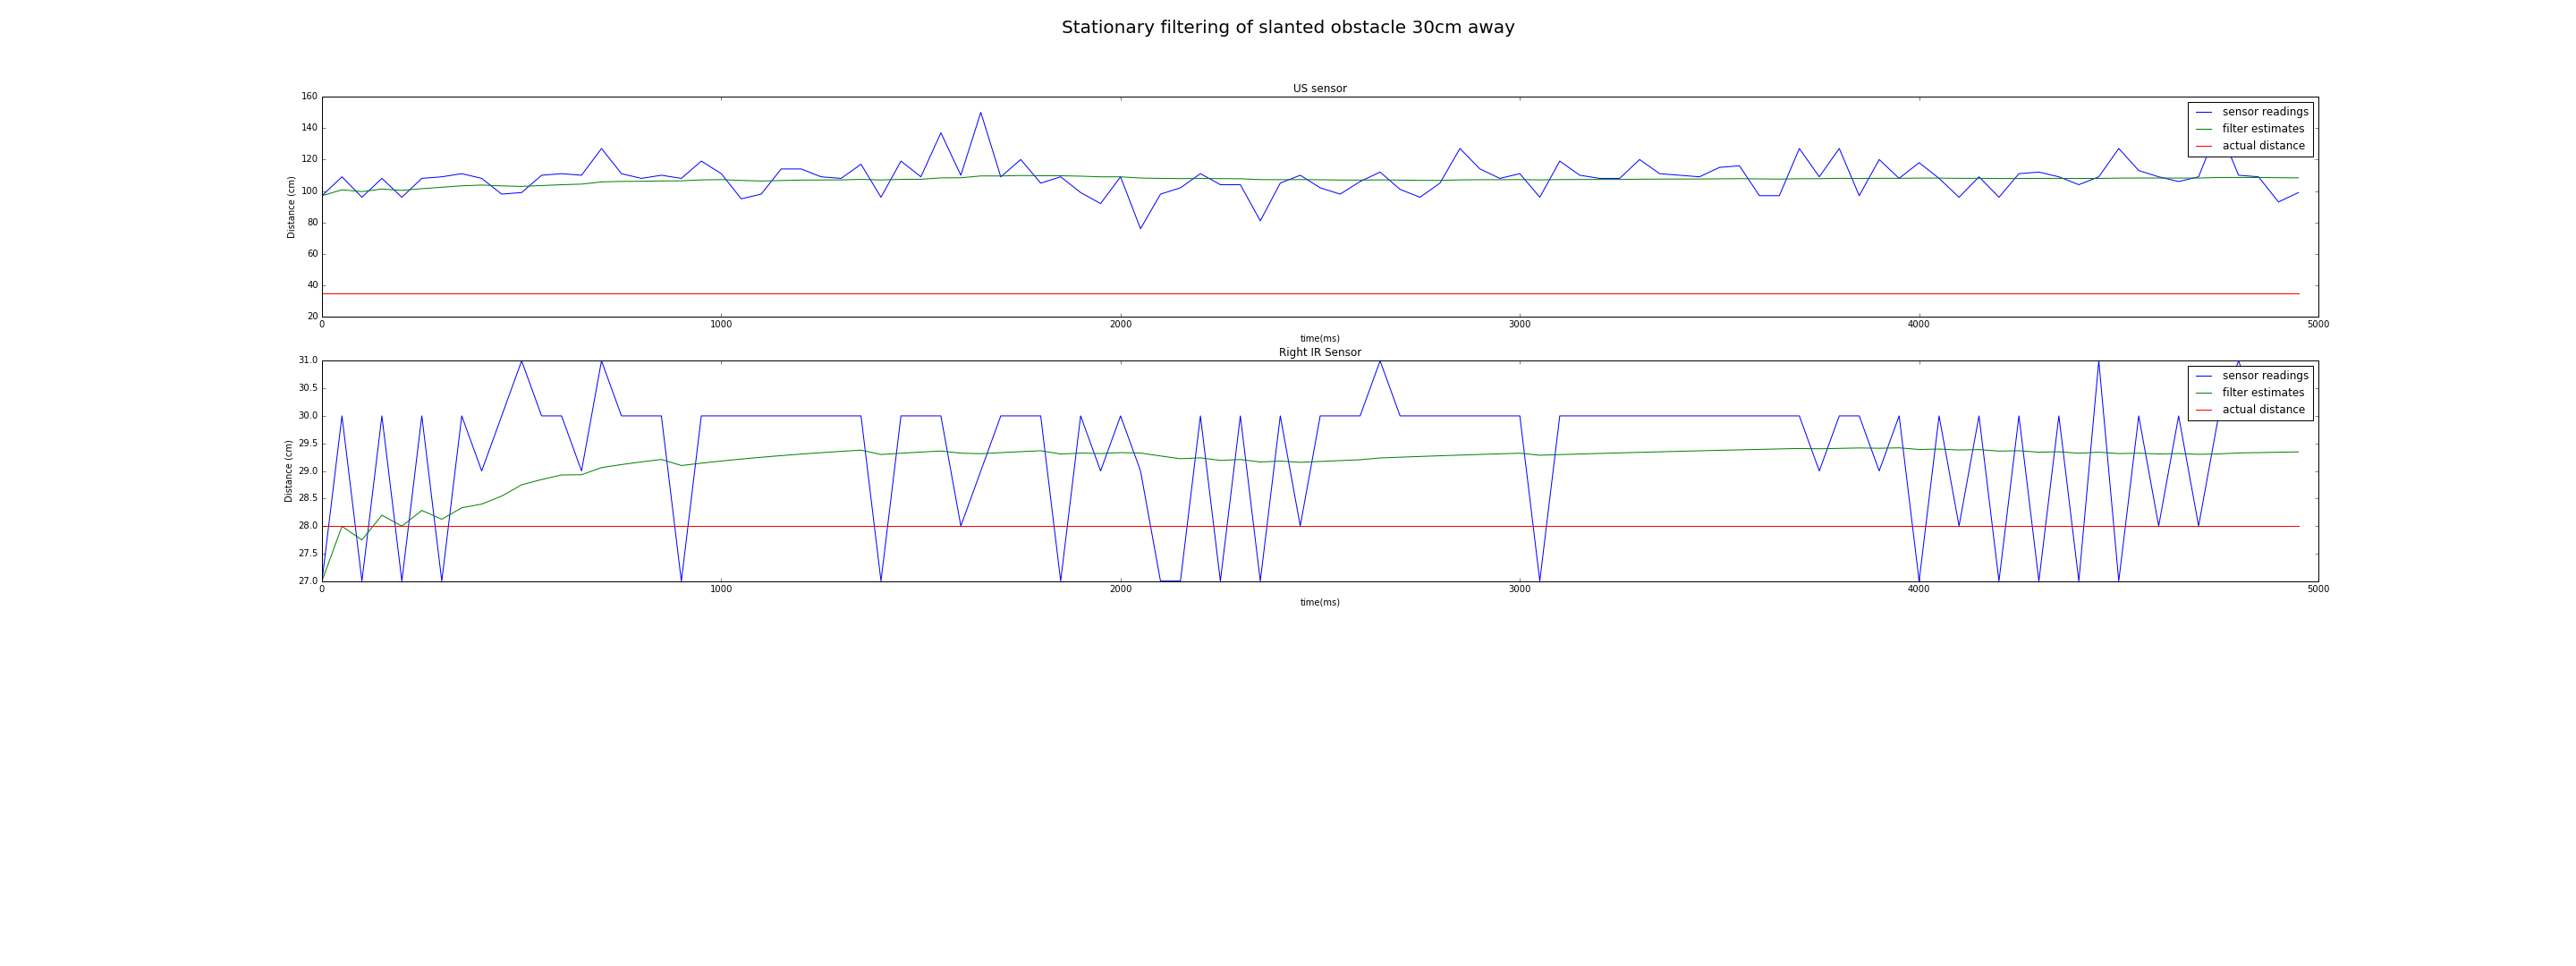 Stationary filtering of slanted obstacle 30cm away
US sensor
160
140
120
100
80
60
40
20
Distance (cm)
sensor readings
filter estimates
actual distance
0 1000 2000 3000 4000 5000
time(ms)
Right IR Sensor
31.0
30.5
30.0
29.5
29.0
28.5
28.0
27.5
27.0
Distance (cm)
sensor readings
filter estimates
actual distance
0 1000 2000 3000 4000 5000
time(ms)